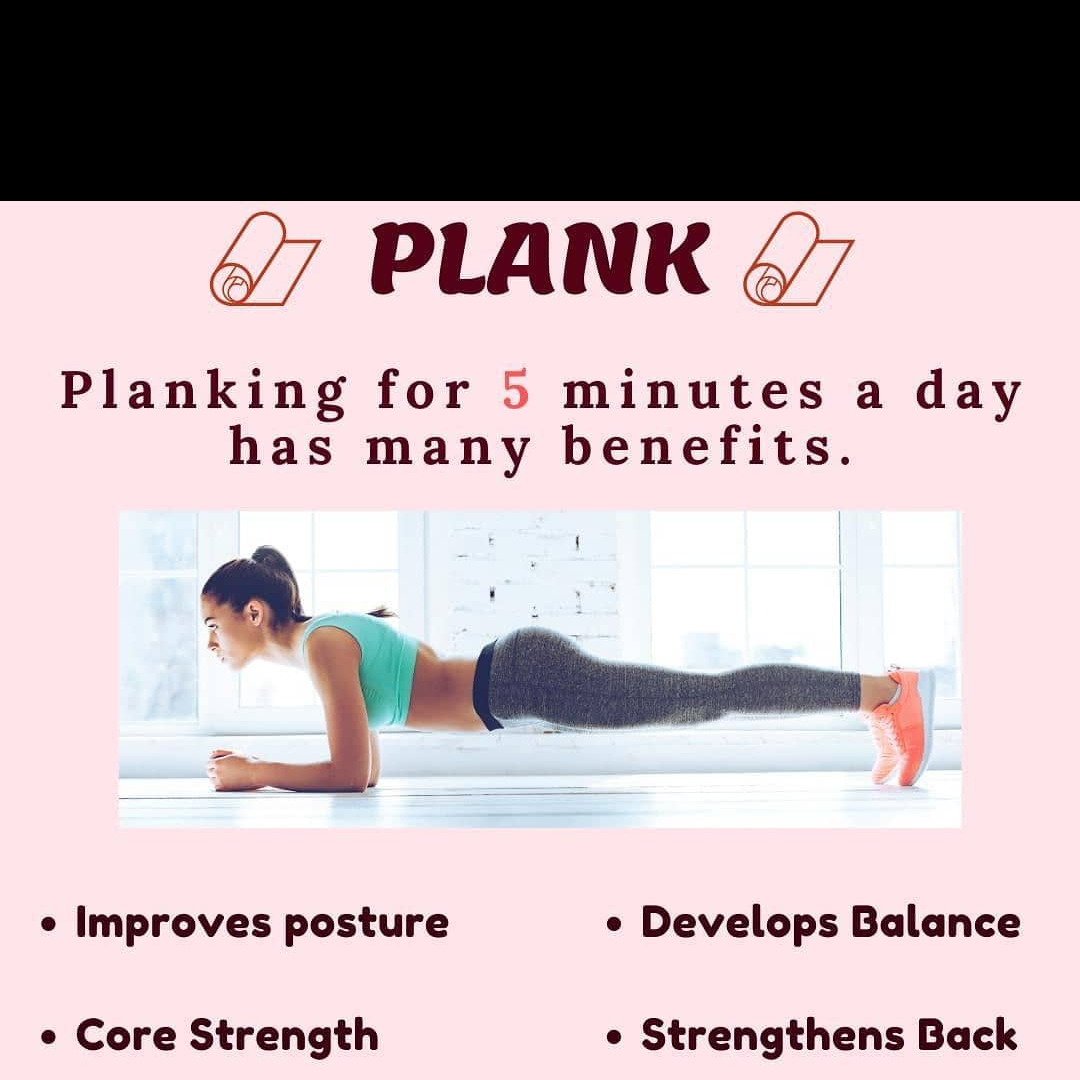 PLANK
Planking for 5 minutes a day
has many benefits.
• Improves posture
• Develops Balance
• Core Strength
• Strengthens Back